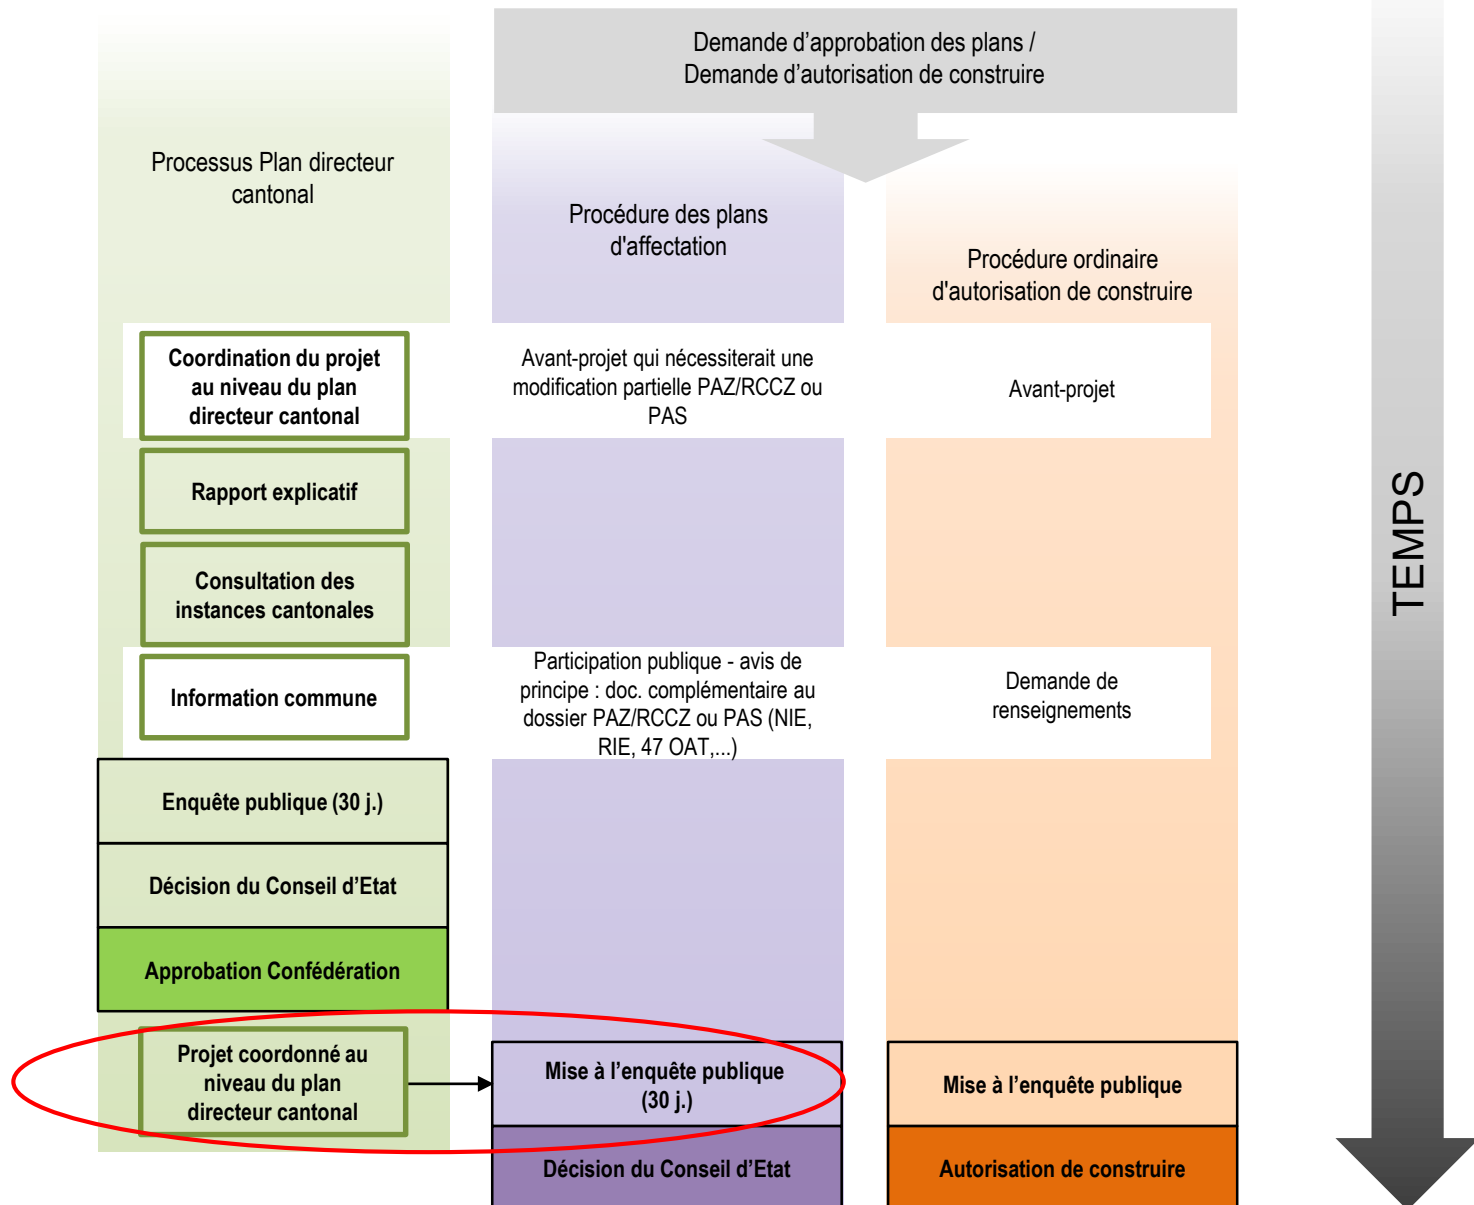 Demande d’approbation des plans /
Demande d’autorisation de construire
Processus Plan directeur
cantonal
Procédure des plans
d'affectation
Procédure ordinaire
d'autorisation de construire
Coordination du projet
au niveau du plan
directeur cantonal
Avant-projet qui nécessiterait une
modification partielle PAZ/RCCZ ou
PAS
Avant-projet
Rapport explicatif
Consultation des
instances cantonales
Information commune
Participation publique - avis de
principe : doc. complémentaire au
dossier PAZ/RCCZ ou PAS (NIE,
RIE, 47 OAT,...)
Demande de
renseignements
Enquête publique (30 j.)
Décision du Conseil d’Etat
Approbation Confédération
Projet coordonné au
niveau du plan
directeur cantonal
Mise à l’enquête publique
(30 j.)
Mise à l’enquête publique
Décision du Conseil d’Etat
Autorisation de construire
TEMPS